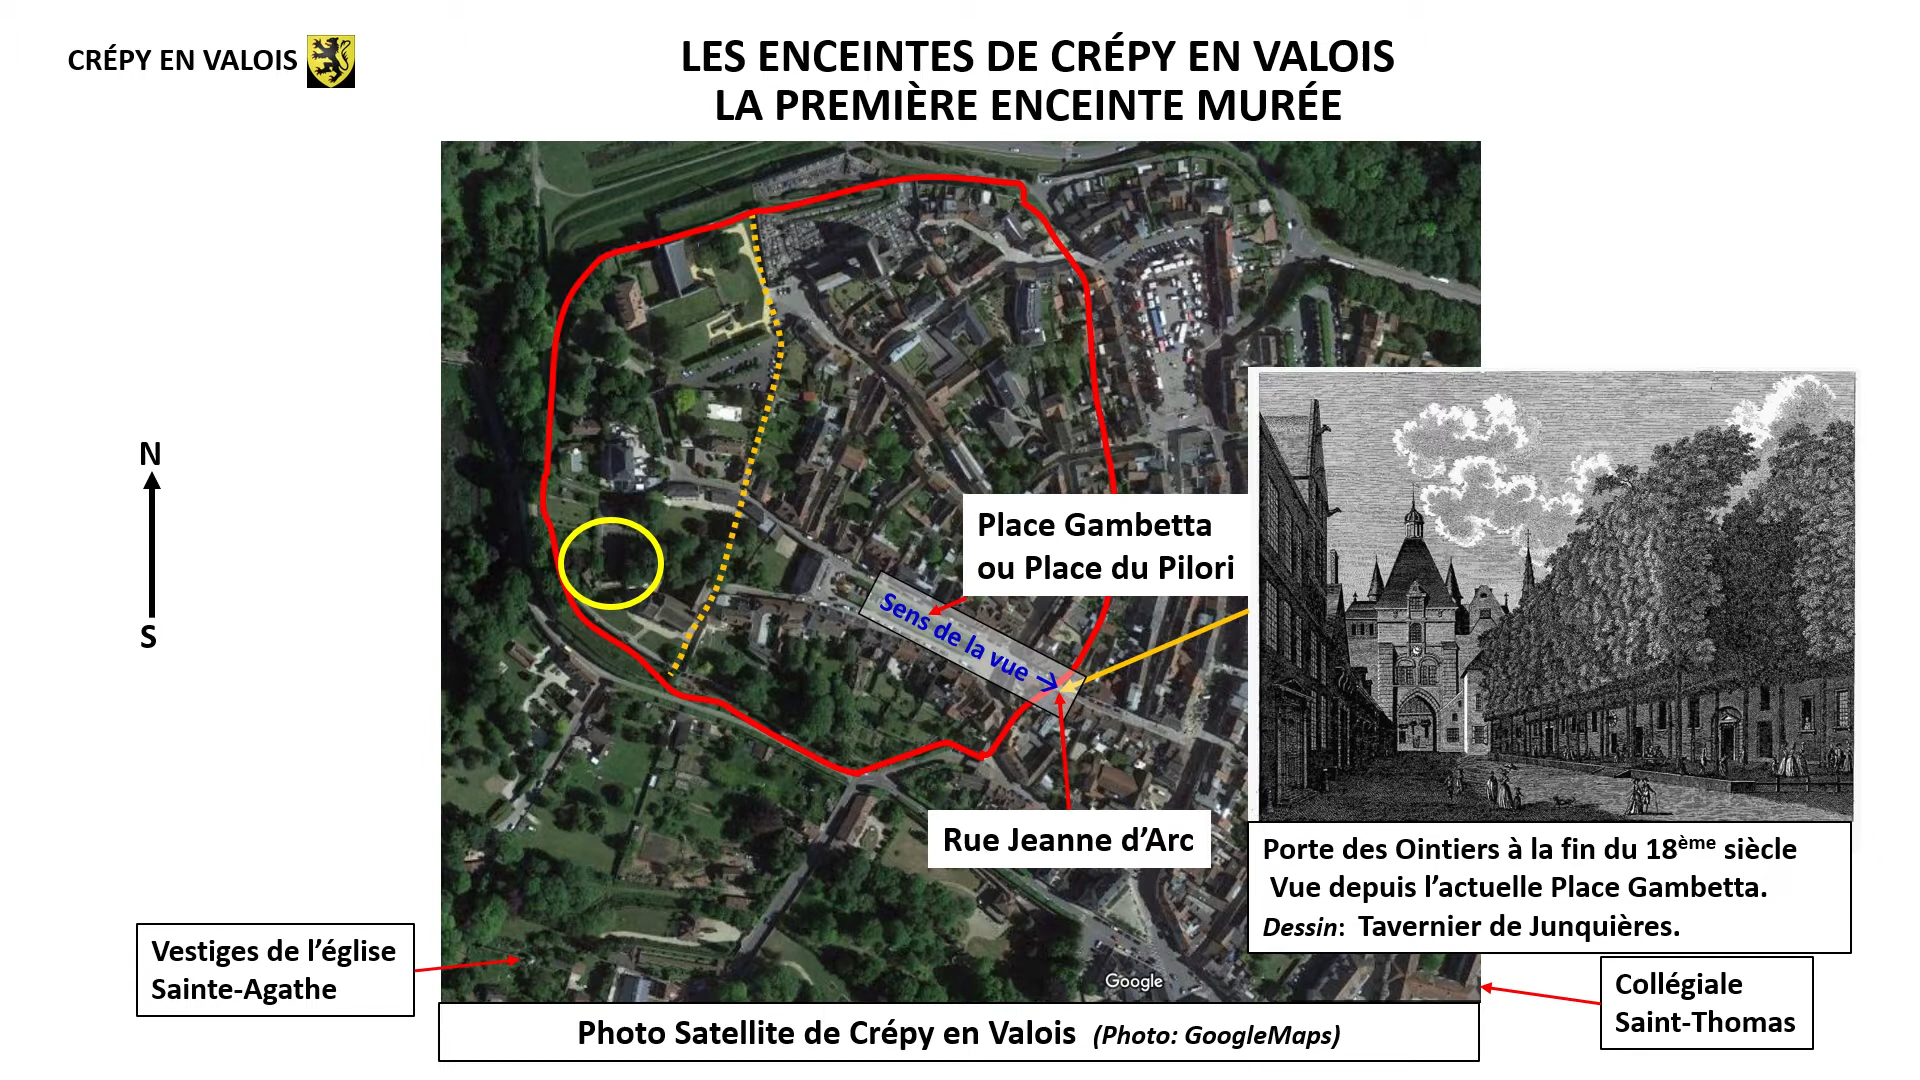 CRÉPY EN VALOIS
LES ENCEINTES DE CRÉPY EN VALOIS
LA PREMIÈRE ENCEINTE MURÉE
N
S
Place Gambetta
ou Place du Pilori
Sens de la vue →
Rue Jeanne d’Arc
Porte des Ointiers à la fin du 18ème siècle
Vue depuis l’actuelle Place Gambetta.
Dessin: Tavernier de Junquières.
Vestiges de l’église
Sainte-Agathe
Google
Collégiale
Saint-Thomas
Photo Satellite de Crépy en Valois (Photo: GoogleMaps)